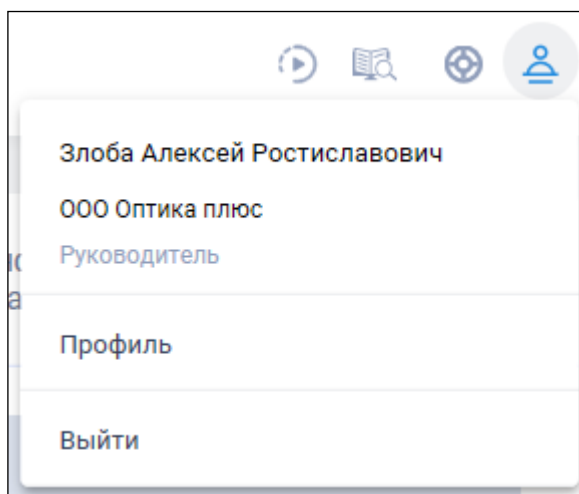 Злоба Алексей Ростиславович
ООО Оптика плюс
Руководитель
Профиль
Выйти